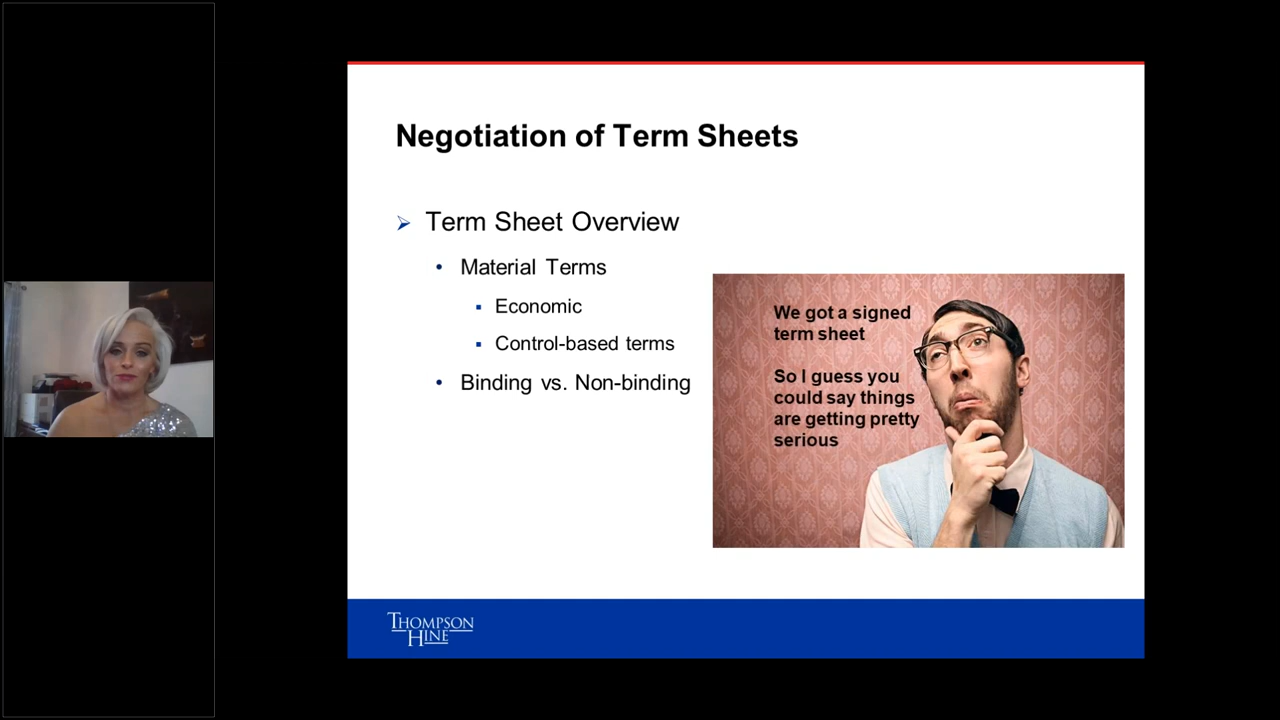 Negotiation of Term Sheets
Term Sheet Overview
Material Terms
Economic
Control-based terms
Binding vs. Non-binding
We got a signed
term sheet
So I guess you
could say things
are getting pretty
serious
THOMPSON
HINE